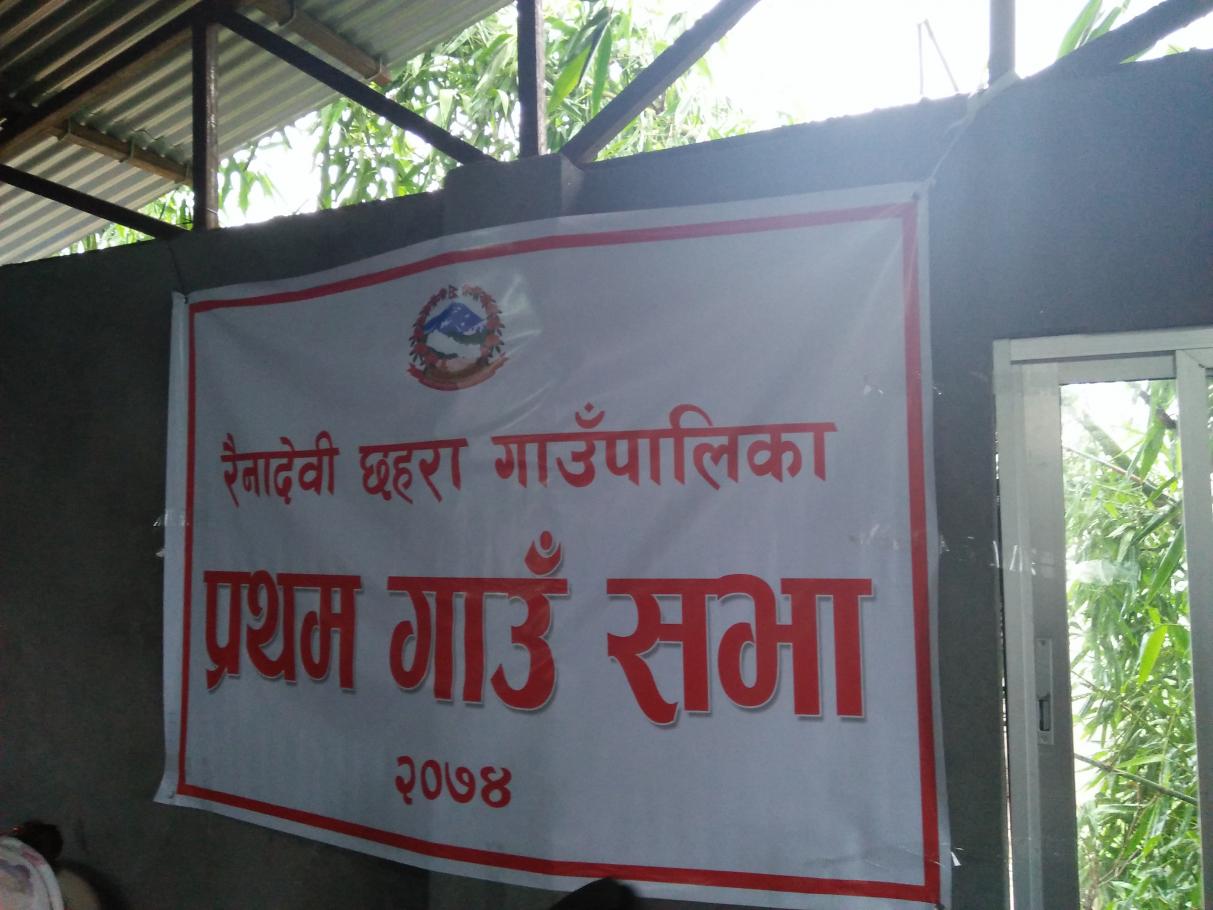 रैनादेवी छहरा गाउँपालिका
प्रथम गाउँ सभा
२०७४